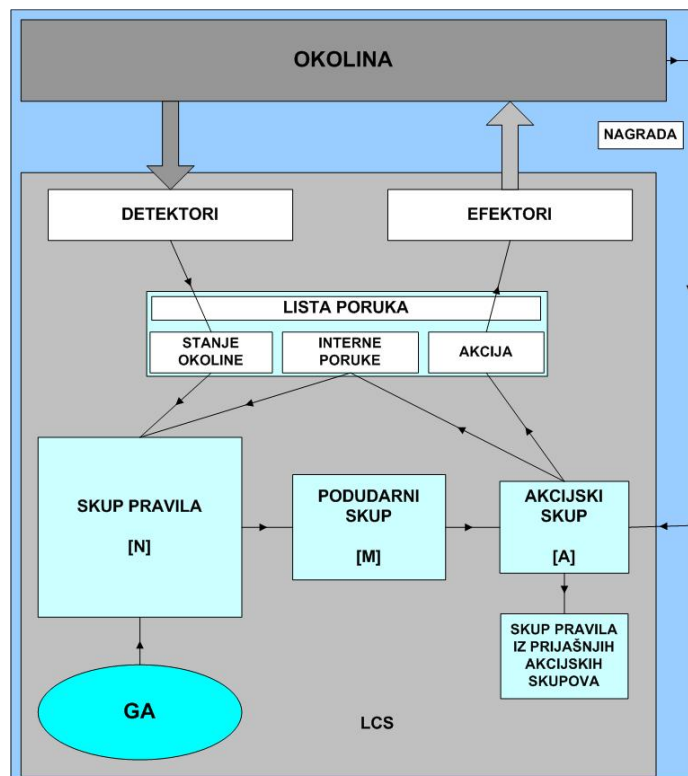 OKOLINA
NAGRADA
DETEKTORI
EFEKTORI
LISTA PORUKA
STANJE
OKOLINE
INTERNE
PORUKE
AKCIJA
SKUP PRAVILA
[N]
PODUDARNI
SKUP
[M]
AKCIJSKI
SKUP
[A]
SKUP PRAVILA
IZ PRIJAŠNJIH
AKCIJSKIH
SKUPOVA
GA
LCS